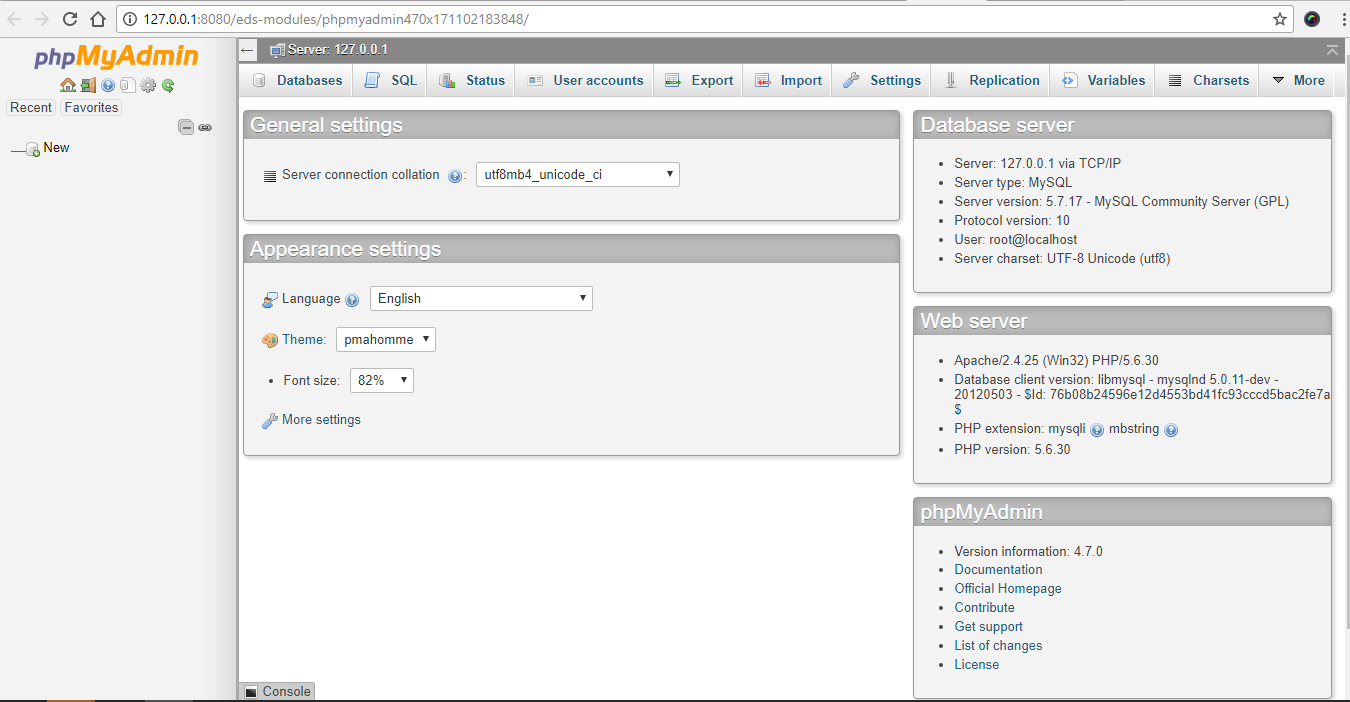 127.0.0.1:8080/eds-modules/phpmyadmin470x171102183848/
phpMyAdmin
Recent Favorites
New
Server: 127.0.0.1
Databases SQL Status User accounts Export Import Settings Replication Variables Charsets More
General settings
Server connection collation : utf8mb4_unicode_ci
Appearance settings
Language English
Theme: pmahomme
Font size: 82%
More settings
Database server
Server: 127.0.0.1 via TCP/IP
Server type: MySQL
Server version: 5.7.17 - MySQL Community Server (GPL)
Protocol version: 10
User: root@localhost
Server charset: UTF-8 Unicode (utf8)
Web server
Apache/2.4.25 (Win32) PHP/5.6.30
Database client version: libmysql - mysqlnd 5.0.11-dev -
20120503 - $Id: 76b08b24596e12d4553bd41fc93cccd5bac2fe7a
$
PHP extension: mysqli mbstring
PHP version: 5.6.30
phpMyAdmin
Version information: 4.7.0
Documentation
Official Homepage
Contribute
Get support
List of changes
License
Console